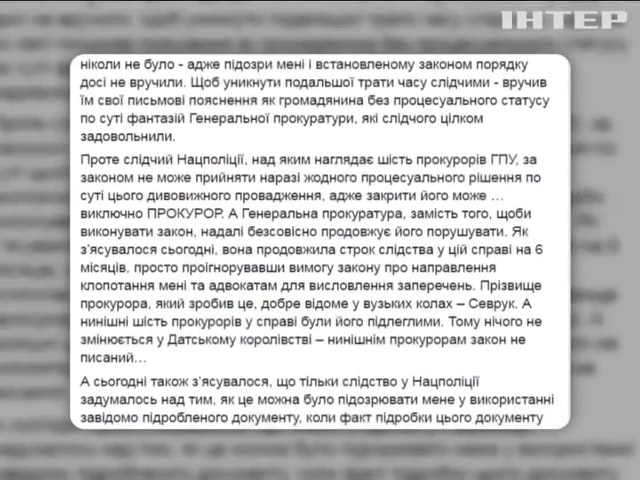 ІНТЕР
ніколи не було - адже підозри мені і встановленому законом порядку
досі не вручили. Щоб уникнути подальшої трати часу слідчими - вручив
їм свої письмові пояснення як громадянина без процесуального статусу
по суті фантазій Генеральної прокуратури, які слідчого цілком
задовольнили.
Проте слідчий Нацполіції, над яким наглядає шість прокурорів ГПУ, за
законом не може прийняти наразі жодного процесуального рішення по
суті цього дивовижного провадження, адже закрити його може …
виключно ПРОКУРОР. А Генеральна прокуратура, замість того, щоби
виконувати закон, надалі безсовісно продовжує його порушувати. Як
з’ясувалося сьогодні, вона продовжила строк слідства у цій справі на 6
місяців, просто проігнорувавши вимогу закону про направлення
клопотання мені та адвокатам для висловлення заперечень. Прізвище
прокурора, який зробив це, добре відоме у вузьких колах – Севрук. А
нинішні шість прокурорів у справі були його підлеглими. Тому нічого не
змінюється у Датському королівстві – нинішнім прокурорам закон не
писаний…
А сьогодні також з’ясувалося, що тільки слідство у Нацполіції
задумалось над тим, як це можна було підозрювати мене у використанні
завідомо підробленого документу, коли факт підробки цього документу